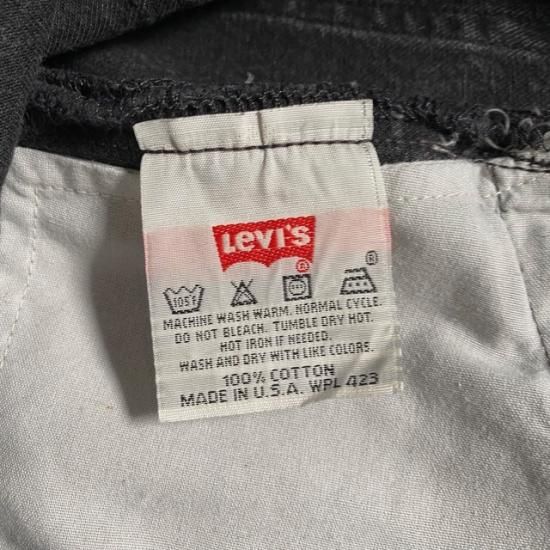 Levi's
®
®
105°F
MACHINE WASH WARM. NORMAL CYCLE.
DO NOT BLEACH. TUMBLE DRY HOT.
HOT IRON IF NEEDED.
WASH AND DRY WITH LIKE COLORS.
100% COTTON
MADE IN U.S.A. WPL 423